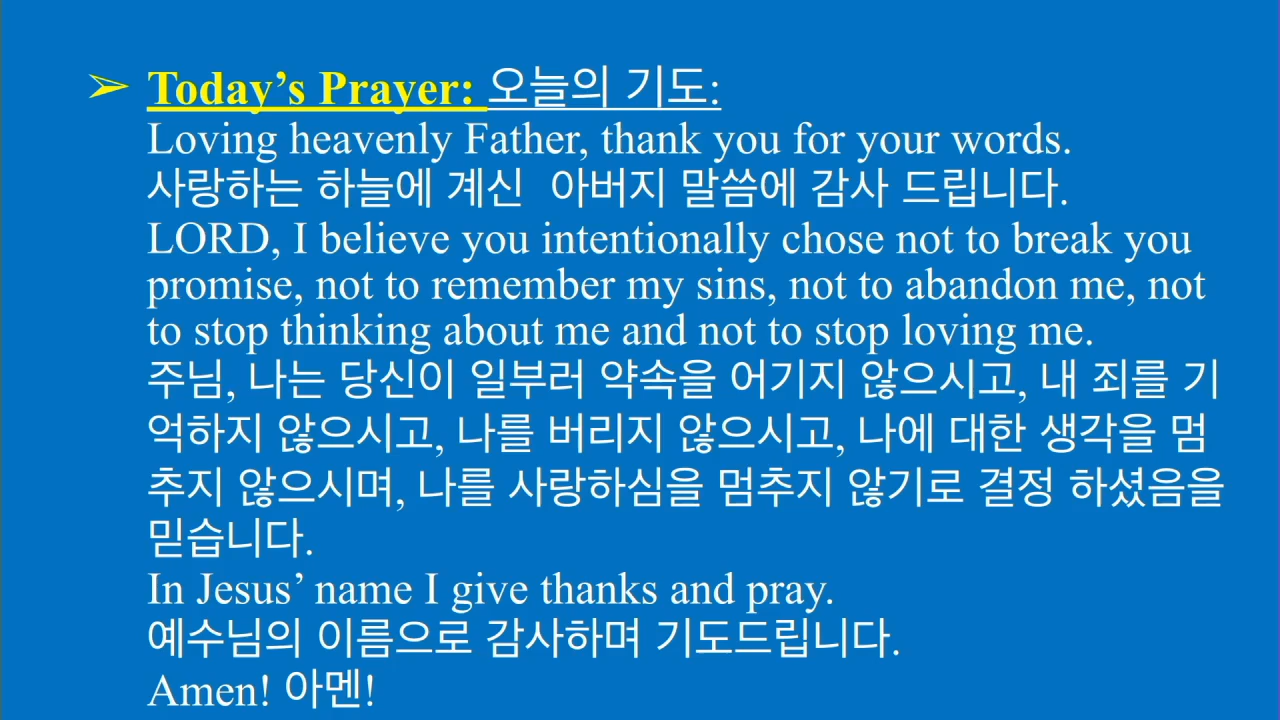 ➢ Today’s Prayer: 오늘의 기도:
Loving heavenly Father, thank you for your words.
사랑하는 하늘에 계신 아버지 말씀에 감사 드립니다.
LORD, I believe you intentionally chose not to break you
promise, not to remember my sins, not to abandon me, not
to stop thinking about me and not to stop loving me.
주님, 나는 당신이 일부러 약속을 어기지 않으시고, 내 죄를 기
억하지 않으시고, 나를 버리지 않으시고, 나에 대한 생각을 멈
추지 않으시며, 나를 사랑하심을 멈추지 않기로 결정 하셨음을
믿습니다.
In Jesus’ name I give thanks and pray.
예수님의 이름으로 감사하며 기도드립니다.
Amen! 아멘!